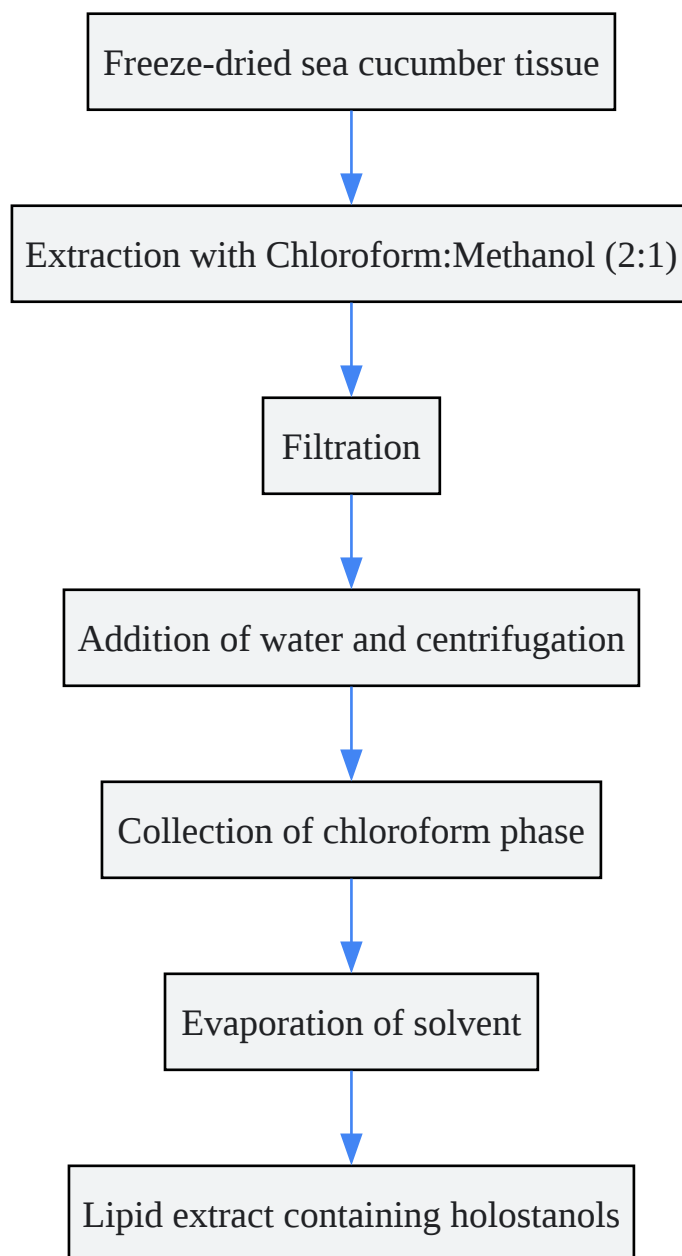 Freeze-dried sea cucumber tissue
Extraction with Chloroform:Methanol (2:1)
Filtration
Addition of water and centrifugation
Collection of chloroform phase
Evaporation of solvent
Lipid extract containing holostanols